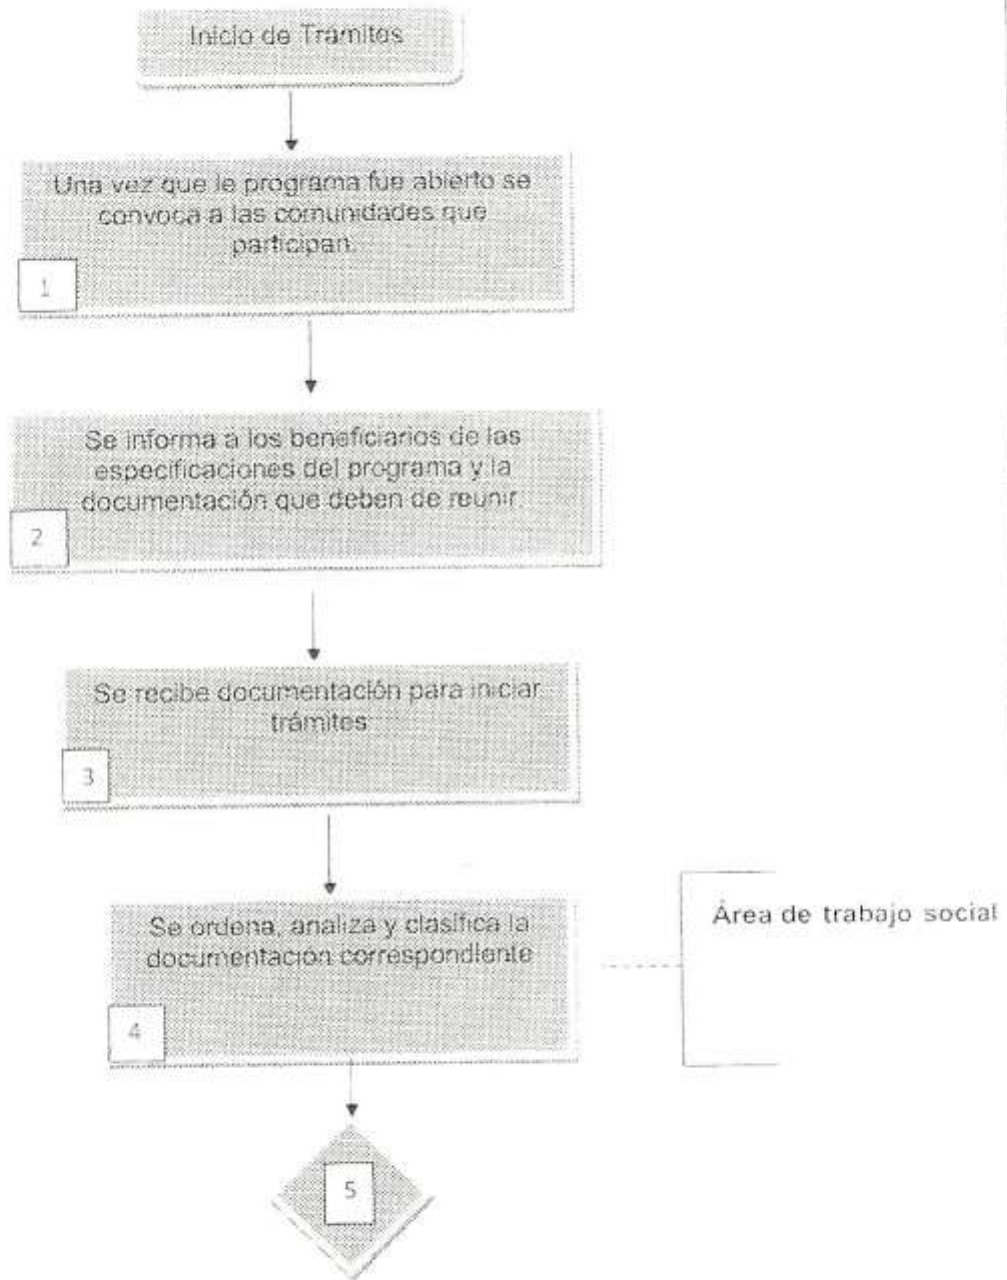 Inicio de Trámites
Una vez que le programa fue abierto se
convoca a las comunidades que
participan.
1
Se informa a los beneficiarios de las
especificaciones del programa y la
documentación que deben de reunir.
2
Se recibe documentación para iniciar
trámites
3
Se ordena, analiza y clasifica la
documentación correspondiente
4
Área de trabajo social
5